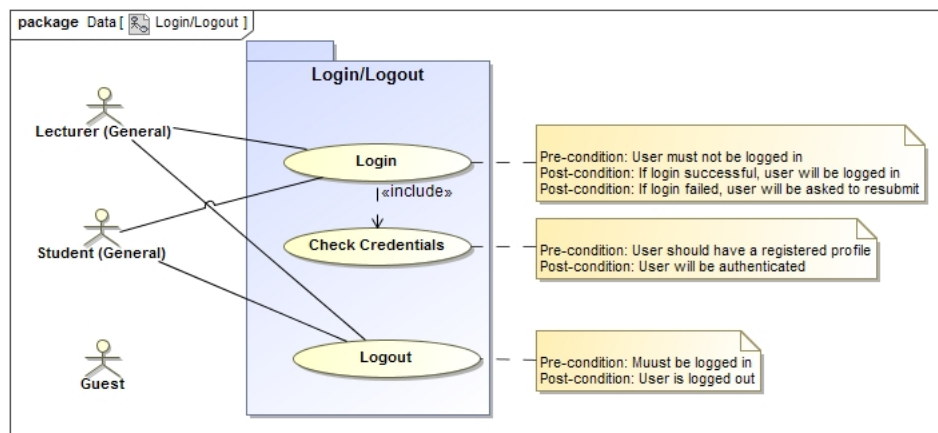 package Data [ Login/Logout ]
Login/Logout
Lecturer (General)
Login
Pre-condition: User must not be logged in
Post-condition: If login successful, user will be logged in
Post-condition: If login failed, user will be asked to resubmit
«include»
Student (General)
Check Credentials
Pre-condition: User should have a registered profile
Post-condition: User will be authenticated
Logout
Pre-condition: Muust be logged in
Post-condition: User is logged out
Guest